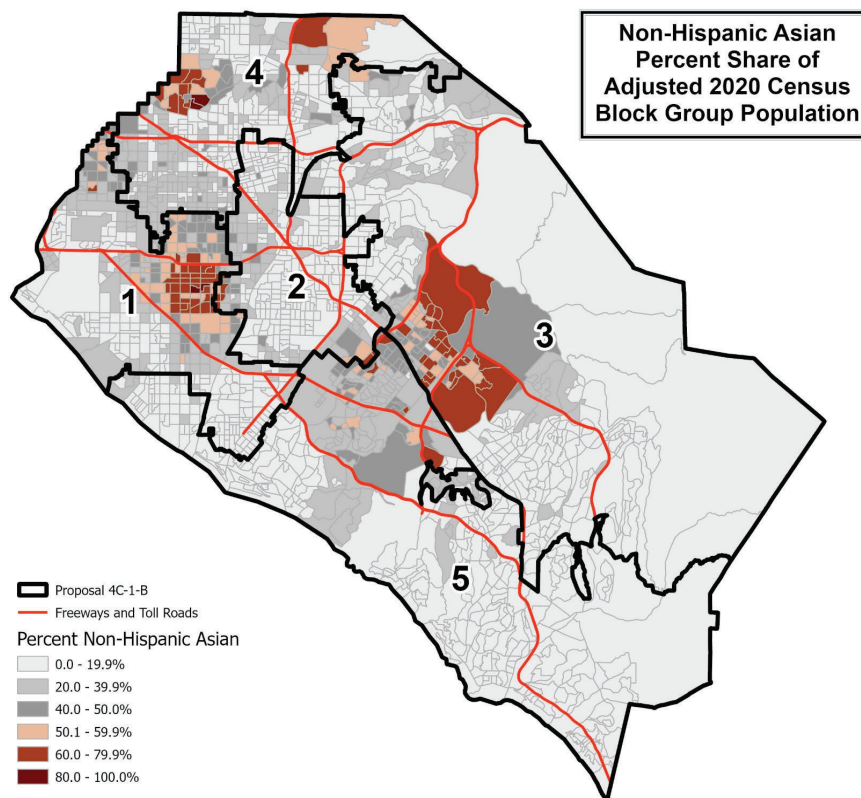 Non-Hispanic Asian
Percent Share of
Adjusted 2020 Census
Block Group Population
4
1
2
3
5
Proposal 4C-1-B
Freeways and Toll Roads
Percent Non-Hispanic Asian
0.0 - 19.9%
20.0 - 39.9%
40.0 - 50.0%
50.1 - 59.9%
60.0 - 79.9%
80.0 - 100.0%